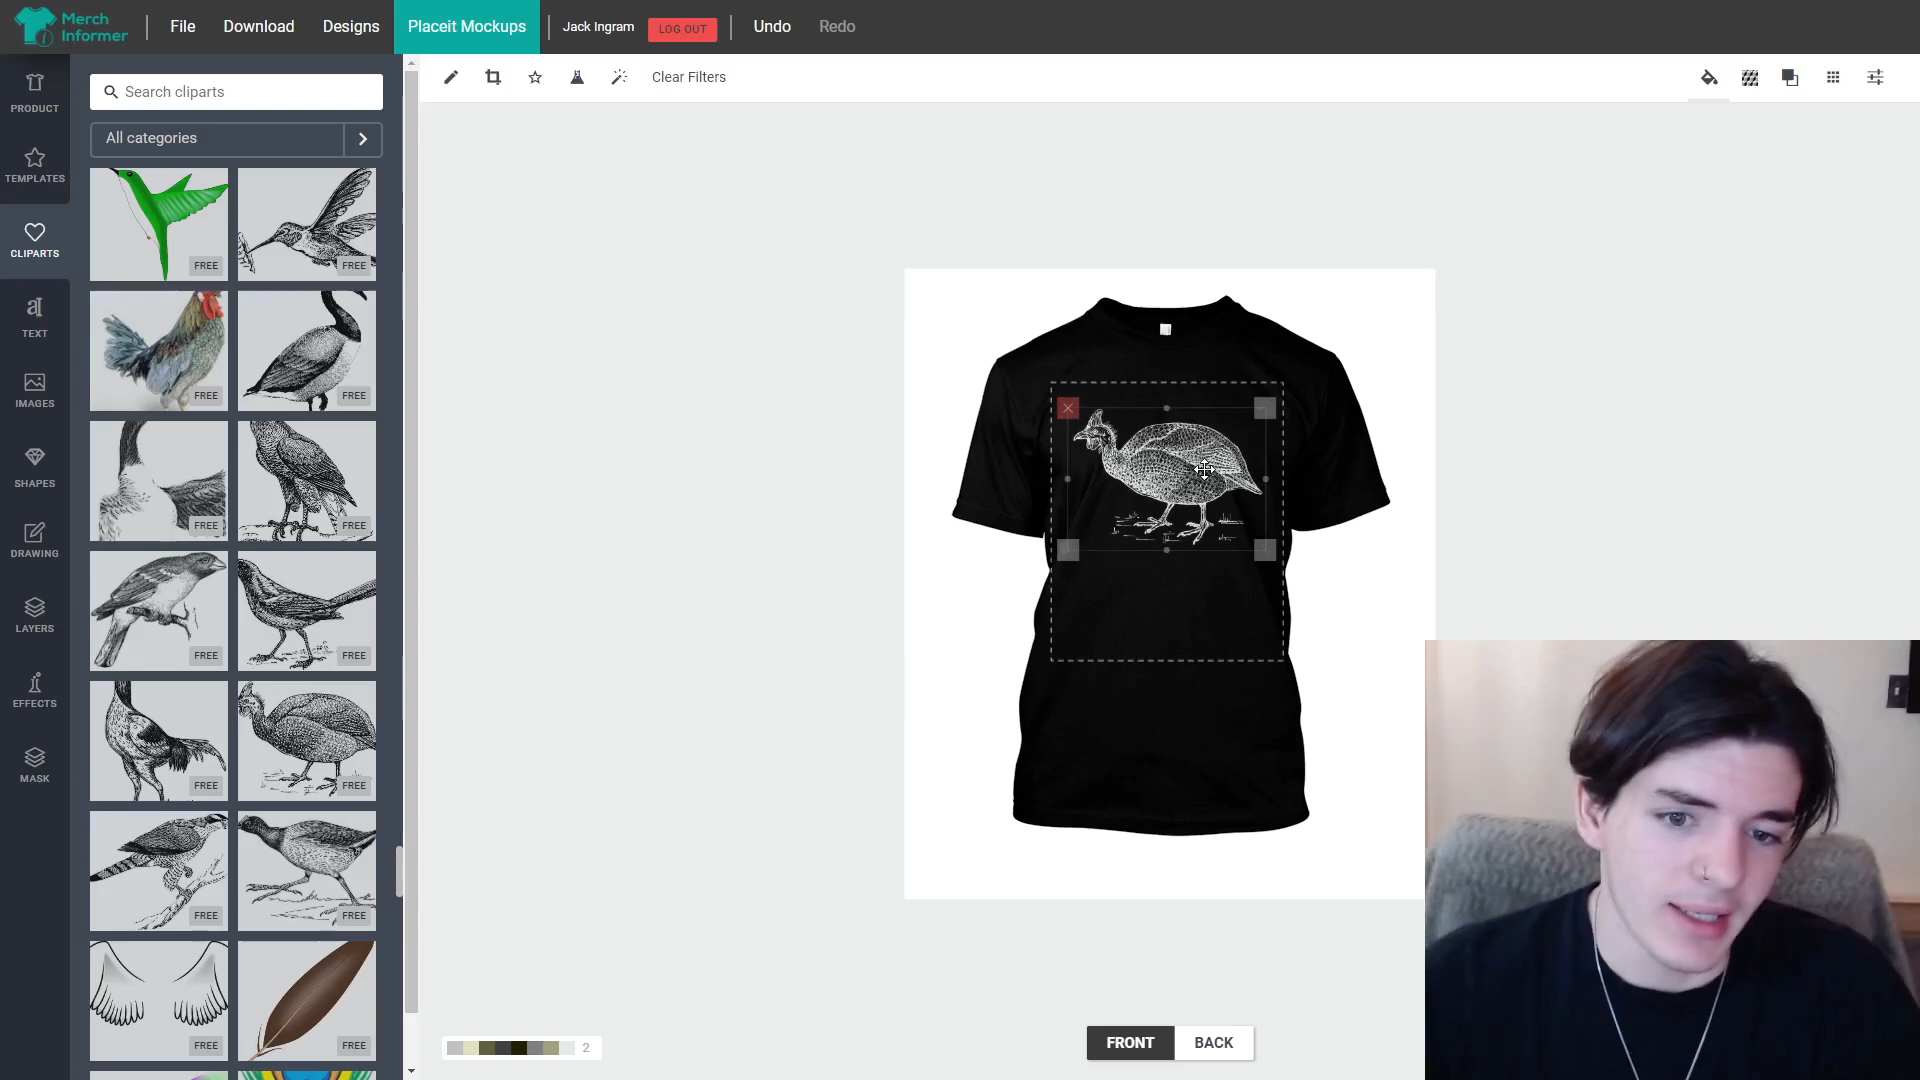 Merch
Informer
File
Download
Designs
Placeit Mockups
Jack Ingram
LOG OUT
Undo
Redo
Search cliparts
Clear Filters
All categories
PRODUCT
TEMPLATES
CLIPARTS
TEXT
IMAGES
SHAPES
DRAWING
LAYERS
EFFECTS
MASK
FREE
FREE
FREE
FREE
FREE
FREE
FREE
FREE
FREE
FREE
FREE
FREE
FREE
FREE
2
FRONT
BACK